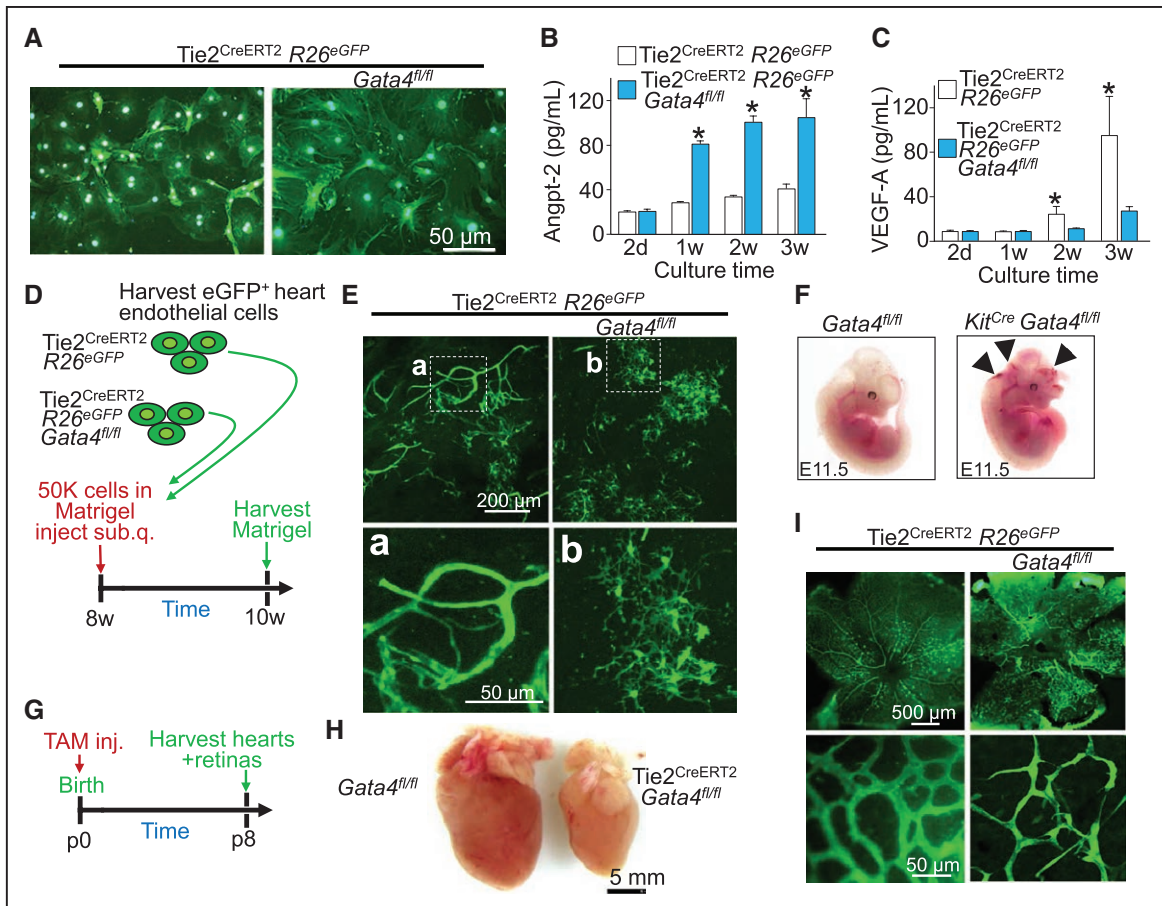 A
Tie2CreERT2 R26eGFP
Gata4fl/fl
50 µm
B
Tie2CreERT2 R26eGFP
Tie2CreERT2 R26eGFP
Gata4fl/fl
Angpt-2 (pg/mL)
120
80
40
0
* * *
2d 1w 2w 3w
Culture time
C
Tie2CreERT2
R26eGFP
Tie2CreERT2
R26eGFP
Gata4fl/fl
VEGF-A (pg/mL)
120
80
40
0
* *
2d 1w 2w 3w
Culture time
D
Harvest eGFP+ heart
endothelial cells
Tie2CreERT2
R26eGFP
Tie2CreERT2
R26eGFP
Gata4fl/fl
50K cells in
Matrigel
inject sub.q.
Harvest
Matrigel
8w
Time
10w
E
Tie2CreERT2 R26eGFP
Gata4fl/fl
a
b
200 µm
a
b
50 µm
F
Gata4fl/fl
KitCre Gata4fl/fl
E11.5
E11.5
G
TAM inj.
Birth
Harvest hearts
+retinas
p0
Time
p8
H
Gata4fl/fl
Tie2CreERT2
Gata4fl/fl
5 mm
I
Tie2CreERT2 R26eGFP
Gata4fl/fl
500 µm
50 µm